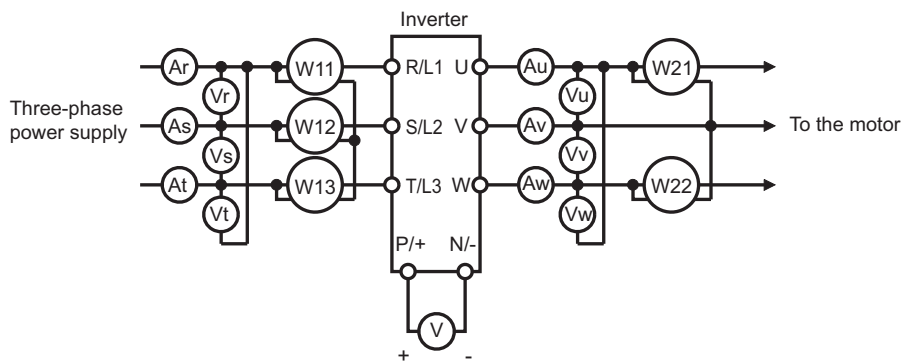 Inverter
Ar
W11
R/L1
U
Au
W21
Vr
Vu
Three-phase
power supply
As
W12
S/L2
V
Av
To the motor
Vs
Vv
At
W13
T/L3
W
Aw
W22
Vt
Vw
P/+
N/-
V
+
-